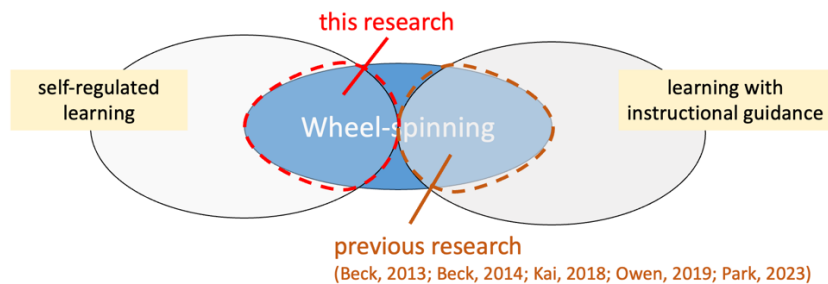 this research
self-regulated
learning
learning with
instructional guidance
Wheel-spinning
previous research
(Beck, 2013; Beck, 2014; Kai, 2018; Owen, 2019; Park, 2023)